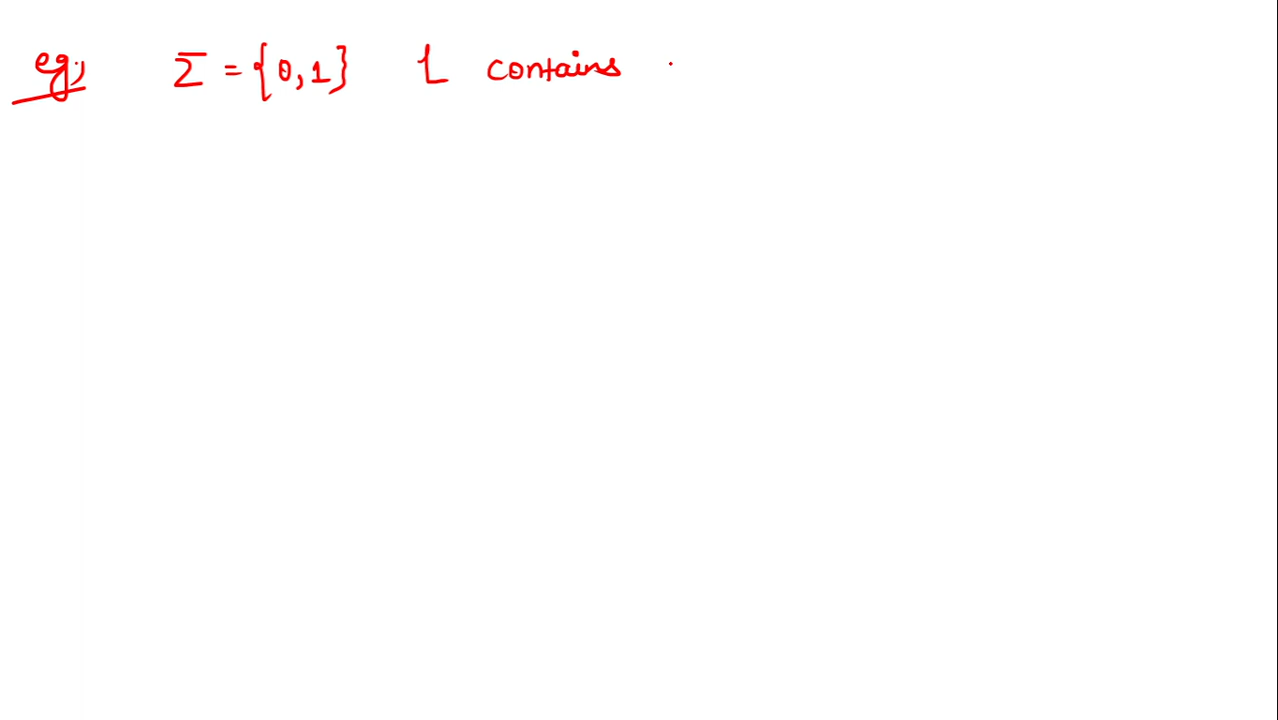 eg:) Σ = {0,1} L contains